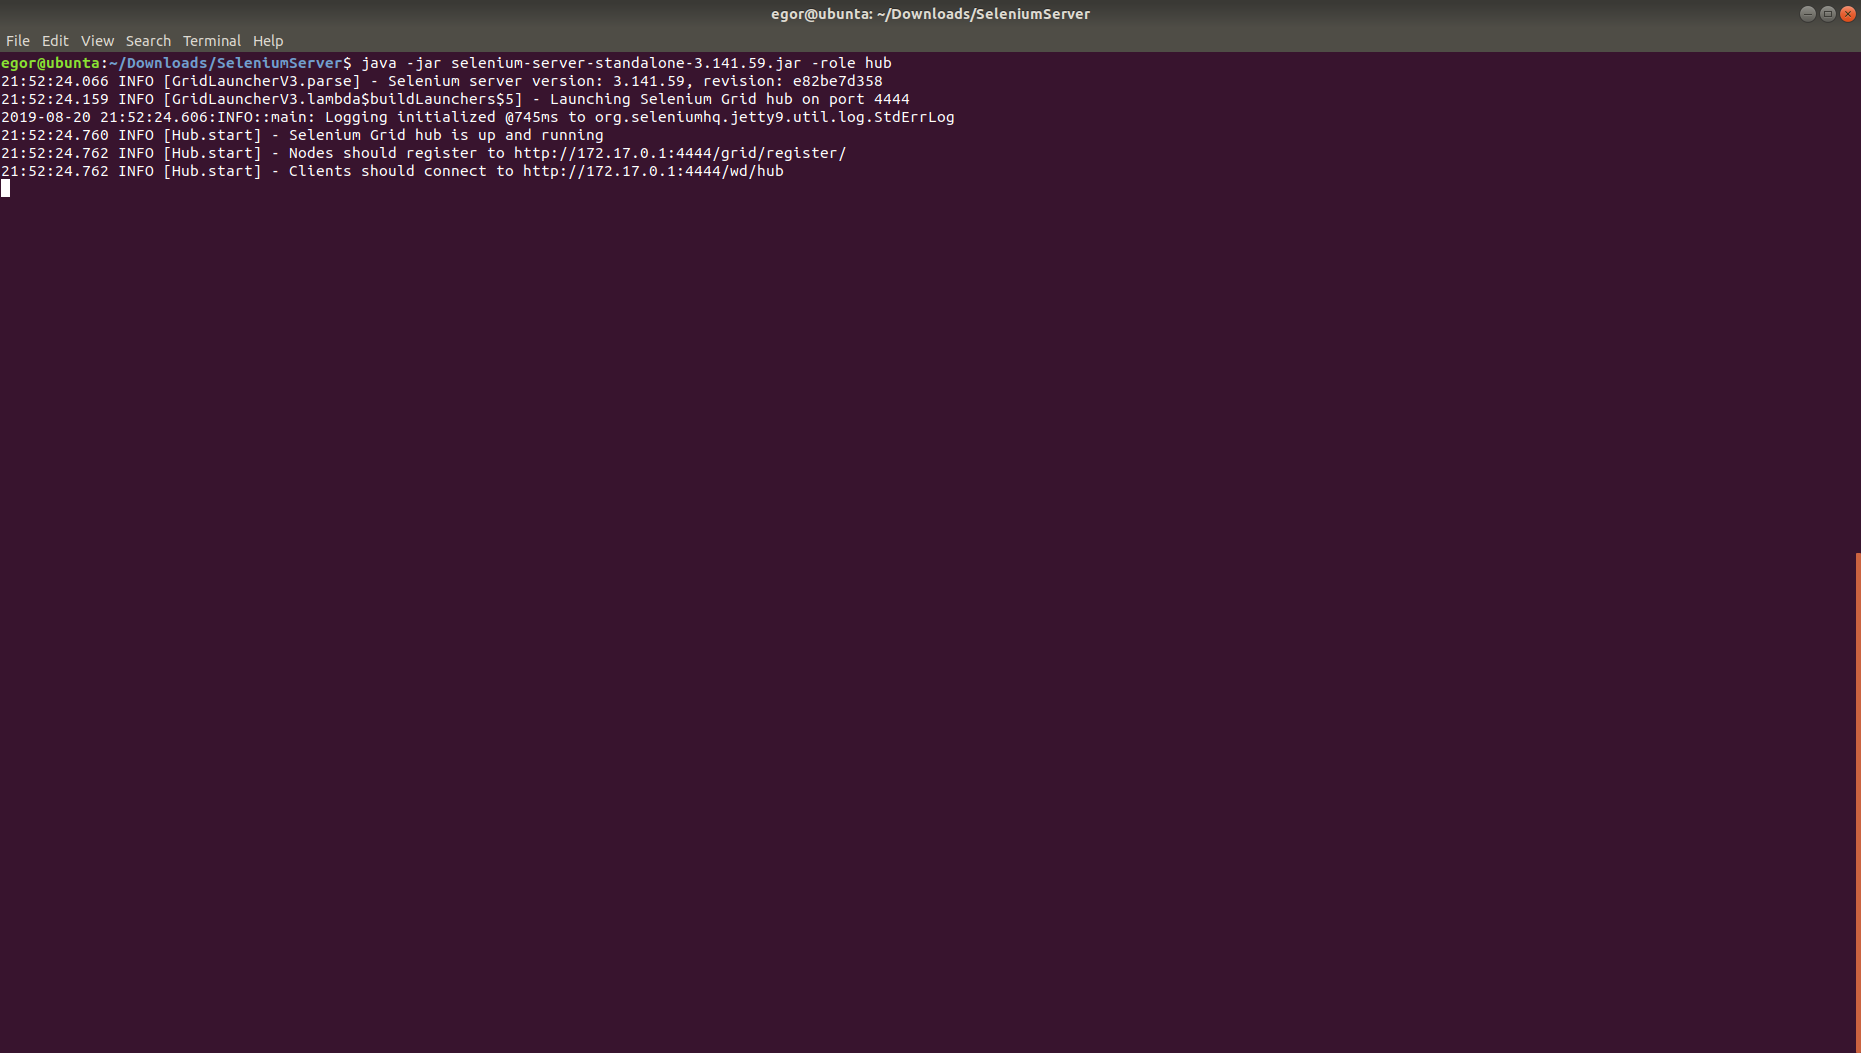 egor@ubunta: ~/Downloads/SeleniumServer
File Edit View Search Terminal Help
egor@ubunta:~/Downloads/SeleniumServer$ java -jar selenium-server-standalone-3.141.59.jar -role hub
21:52:24.066 INFO [GridLauncherV3.parse] - Selenium server version: 3.141.59, revision: e82be7d358
21:52:24.159 INFO [GridLauncherV3.lambda$buildLaunchers$5] - Launching Selenium Grid hub on port 4444
2019-08-20 21:52:24.606:INFO::main: Logging initialized @745ms to org.seleniumhq.jetty9.util.log.StdErrLog
21:52:24.760 INFO [Hub.start] - Selenium Grid hub is up and running
21:52:24.762 INFO [Hub.start] - Nodes should register to http://172.17.0.1:4444/grid/register/
21:52:24.762 INFO [Hub.start] - Clients should connect to http://172.17.0.1:4444/wd/hub